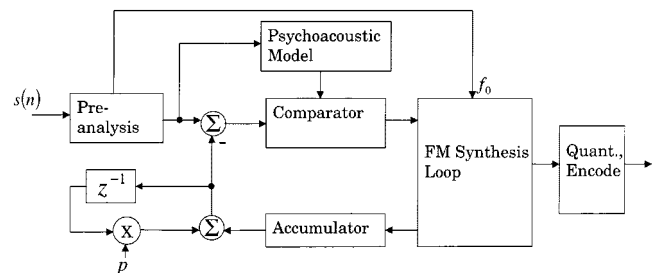 Psychoacoustic
Model
s(n)
Pre-
analysis
Σ
-
Comparator
f₀
FM Synthesis
Loop
Quant.,
Encode
z⁻¹
X
p
Σ
Accumulator